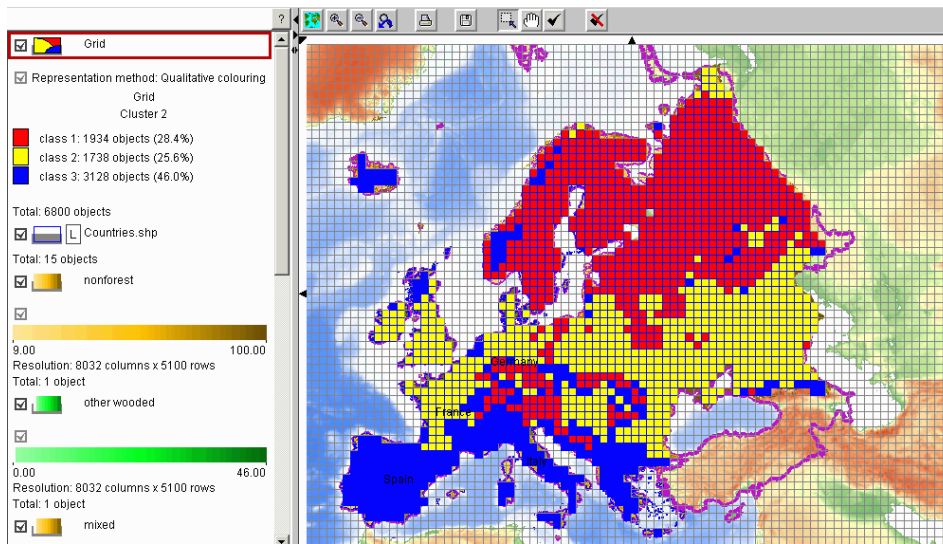 ?
Grid
Representation method: Qualitative colouring
Grid
Cluster 2
class 1: 1934 objects (28.4%)
class 2: 1738 objects (25.6%)
class 3: 3128 objects (46.0%)
Total: 6800 objects
L Countries.shp
Total: 15 objects
nonforest
9.00 100.00
Resolution: 8032 columns x 5100 rows
Total: 1 object
other wooded
0.00 46.00
Resolution: 8032 columns x 5100 rows
Total: 1 object
mixed
Germany
France
Italy
Spain